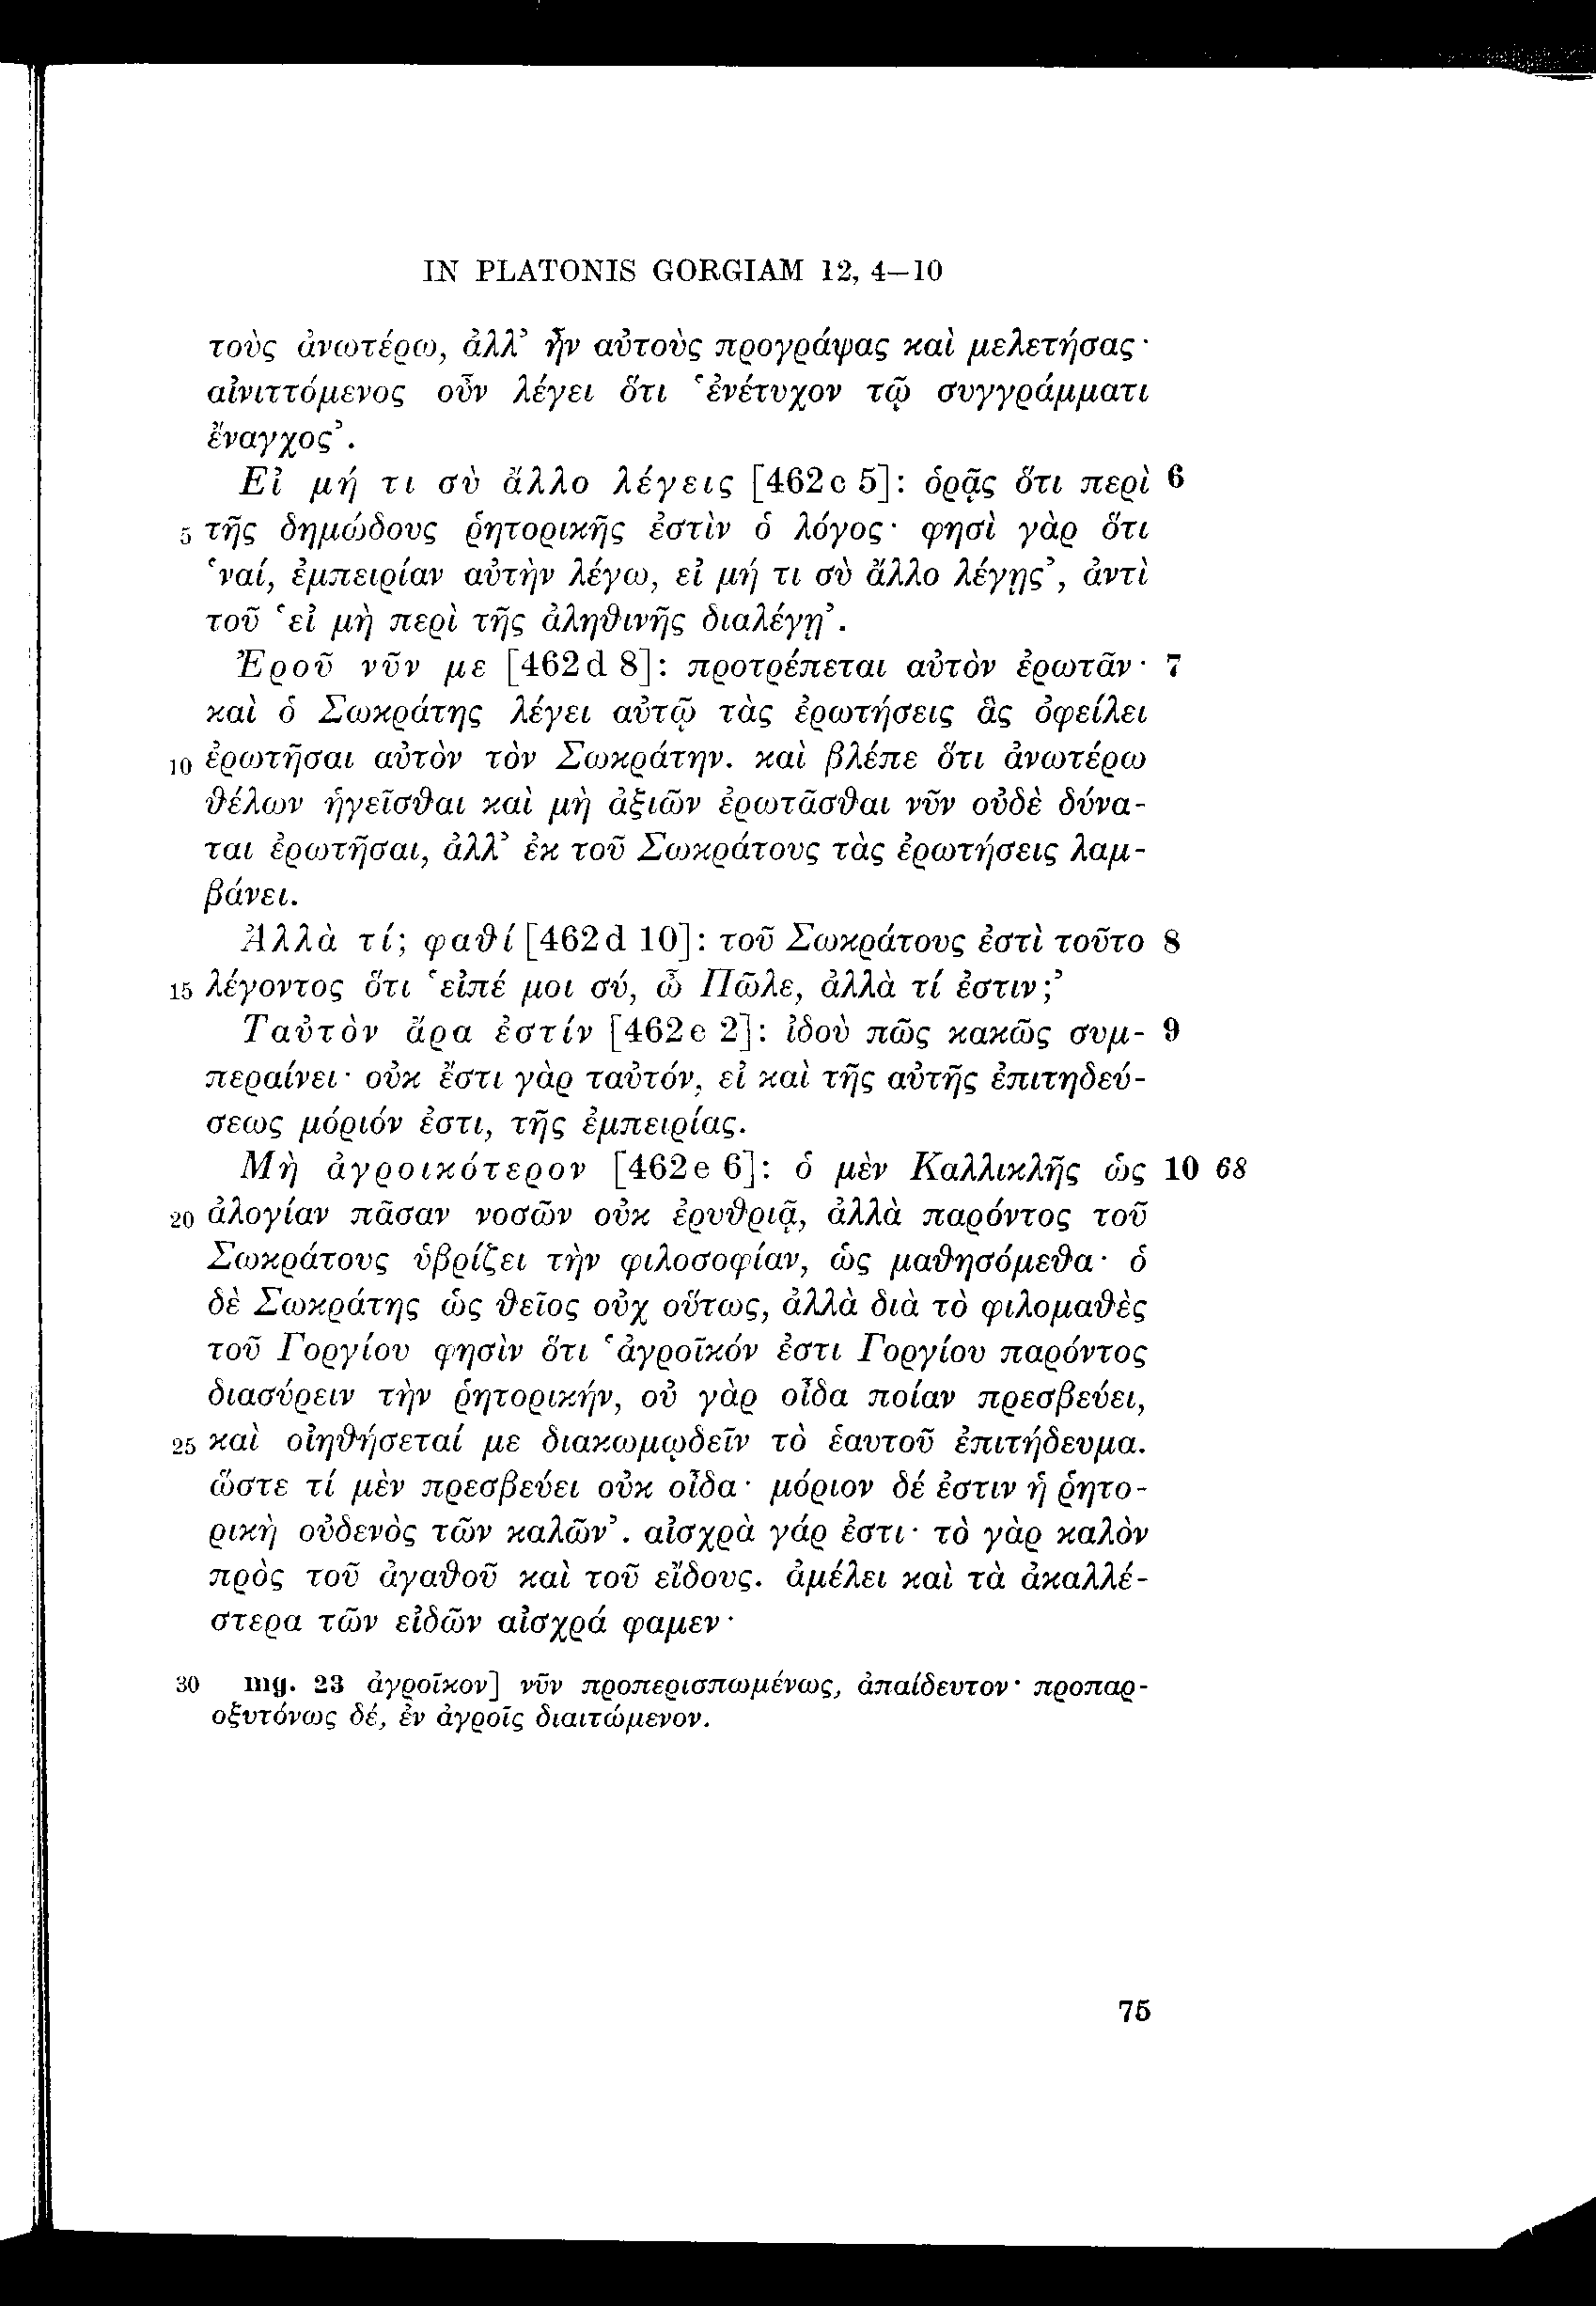 IN PLATONIS GORGIAM 12, 4–10
τοὺς ἀνωτέρω, ἀλλ’ ἦν αὐτοὺς προγράψας καὶ μελετήσας·
αἰνιττόμενος οὖν λέγει ὅτι ‘ἐνέτυχον τῷ συγγράμματι
ἔναγχος’.
Εἰ μή τι σὺ ἄλλο λέγεις [462c 5]: ὁρᾷς ὅτι περὶ 6
5 τῆς δημώδους ῥητορικῆς ἐστὶν ὁ λόγος· φησὶ γὰρ ὅτι
‘ναί, ἐμπειρίαν αὐτὴν λέγω, εἰ μή τι σὺ ἄλλο λέγῃς’, ἀντὶ
τοῦ ‘εἰ μὴ περὶ τῆς ἀληθινῆς διαλέγῃ’.
Ἐροῦ νῦν με [462d 8]: προτρέπεται αὐτὸν ἐρωτᾶν· 7
καὶ ὁ Σωκράτης λέγει αὐτῷ τὰς ἐρωτήσεις ἃς ὀφείλει
10 ἐρωτῆσαι αὐτὸν τὸν Σωκράτην. καὶ βλέπε ὅτι ἀνωτέρω
θέλων ἡγεῖσθαι καὶ μὴ ἀξιῶν ἐρωτᾶσθαι νῦν οὐδὲ δύνα-
ται ἐρωτῆσαι, ἀλλ’ ἐκ τοῦ Σωκράτους τὰς ἐρωτήσεις λαμ-
βάνει.
Ἀλλὰ τί; φαθί [462d 10]: τοῦ Σωκράτους ἐστὶ τοῦτο 8
15 λέγοντος ὅτι ‘εἰπέ μοι σύ, ὦ Πῶλε, ἀλλὰ τί ἐστιν;’
Ταὐτὸν ἄρα ἐστίν [462e 2]: ἰδοὺ πῶς κακῶς συμ- 9
περαίνει· οὐκ ἔστι γὰρ ταὐτόν, εἰ καὶ τῆς αὐτῆς ἐπιτηδεύ-
σεως μόριόν ἐστι, τῆς ἐμπειρίας.
Μὴ ἀγροικότερον [462e 6]: ὁ μὲν Καλλικλῆς ὡς 10 68
20 ἀλογίαν πᾶσαν νοσῶν οὐκ ἐρυθριᾷ, ἀλλὰ παρόντος τοῦ
Σωκράτους ὑβρίζει τὴν φιλοσοφίαν, ὡς μαθησόμεθα· ὁ
δὲ Σωκράτης ὡς θεῖος οὐχ οὕτως, ἀλλὰ διὰ τὸ φιλομαθὲς
τοῦ Γοργίου φησὶν ὅτι ‘ἀγροῖκόν ἐστι Γοργίου παρόντος
διασύρειν τὴν ῥητορικήν, οὐ γὰρ οἶδα ποίαν πρεσβεύει,
25 καὶ οἰηθήσεταί με διακωμῳδεῖν τὸ ἑαυτοῦ ἐπιτήδευμα.
ὥστε τί μὲν πρεσβεύει οὐκ οἶδα· μόριον δέ ἐστιν ἡ ῥητο-
ρικὴ οὐδενὸς τῶν καλῶν’. αἰσχρὰ γάρ ἐστι· τὸ γὰρ καλὸν
πρὸς τοῦ ἀγαθοῦ καὶ τοῦ εἴδους. ἀμέλει καὶ τὰ ἀκαλλέ-
στερα τῶν εἰδῶν αἰσχρά φαμεν·
30 mg. 23 ἀγροῖκον] νῦν προπερισπωμένως, ἀπαίδευτον· προπαρ-
οξυτόνως δέ, ἐν ἀγροῖς διαιτώμενον.
75